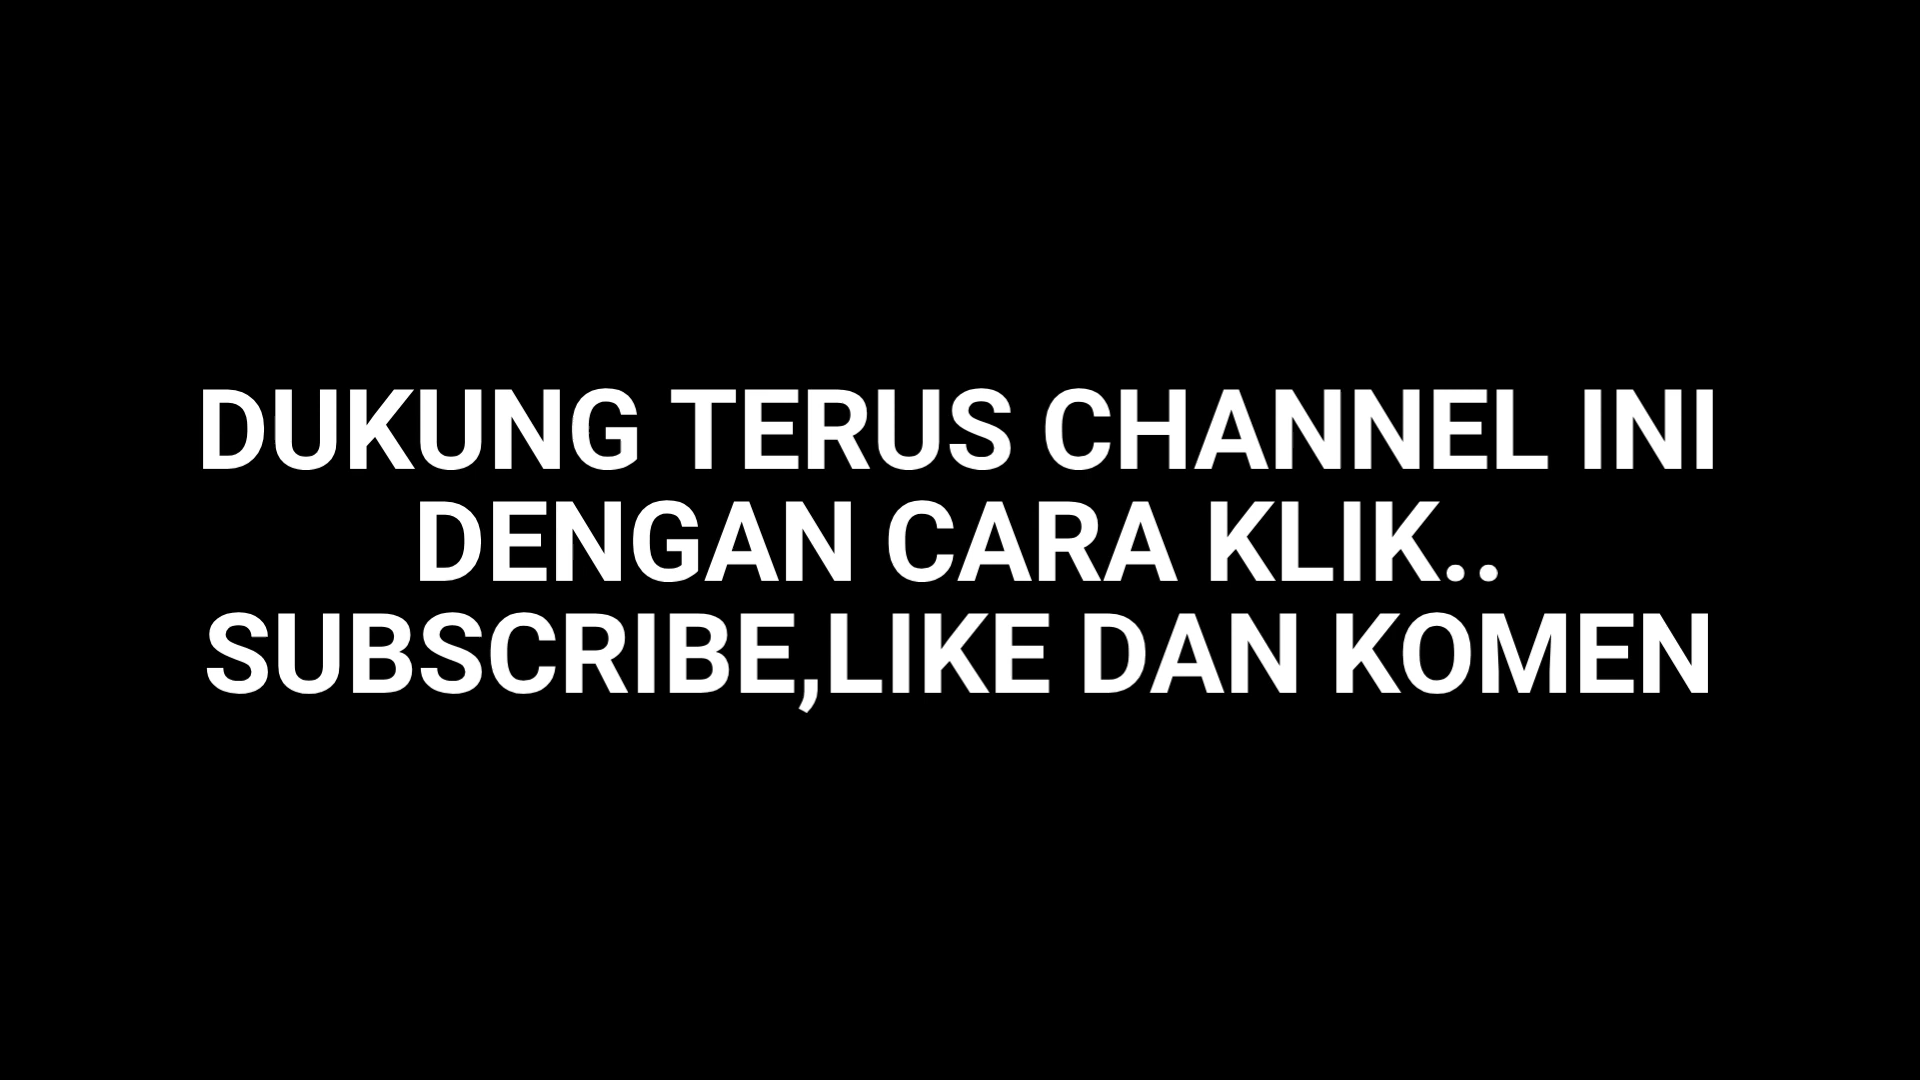 DUKUNG TERUS CHANNEL INI
DENGAN CARA KLIK..
SUBSCRIBE,LIKE DAN KOMEN